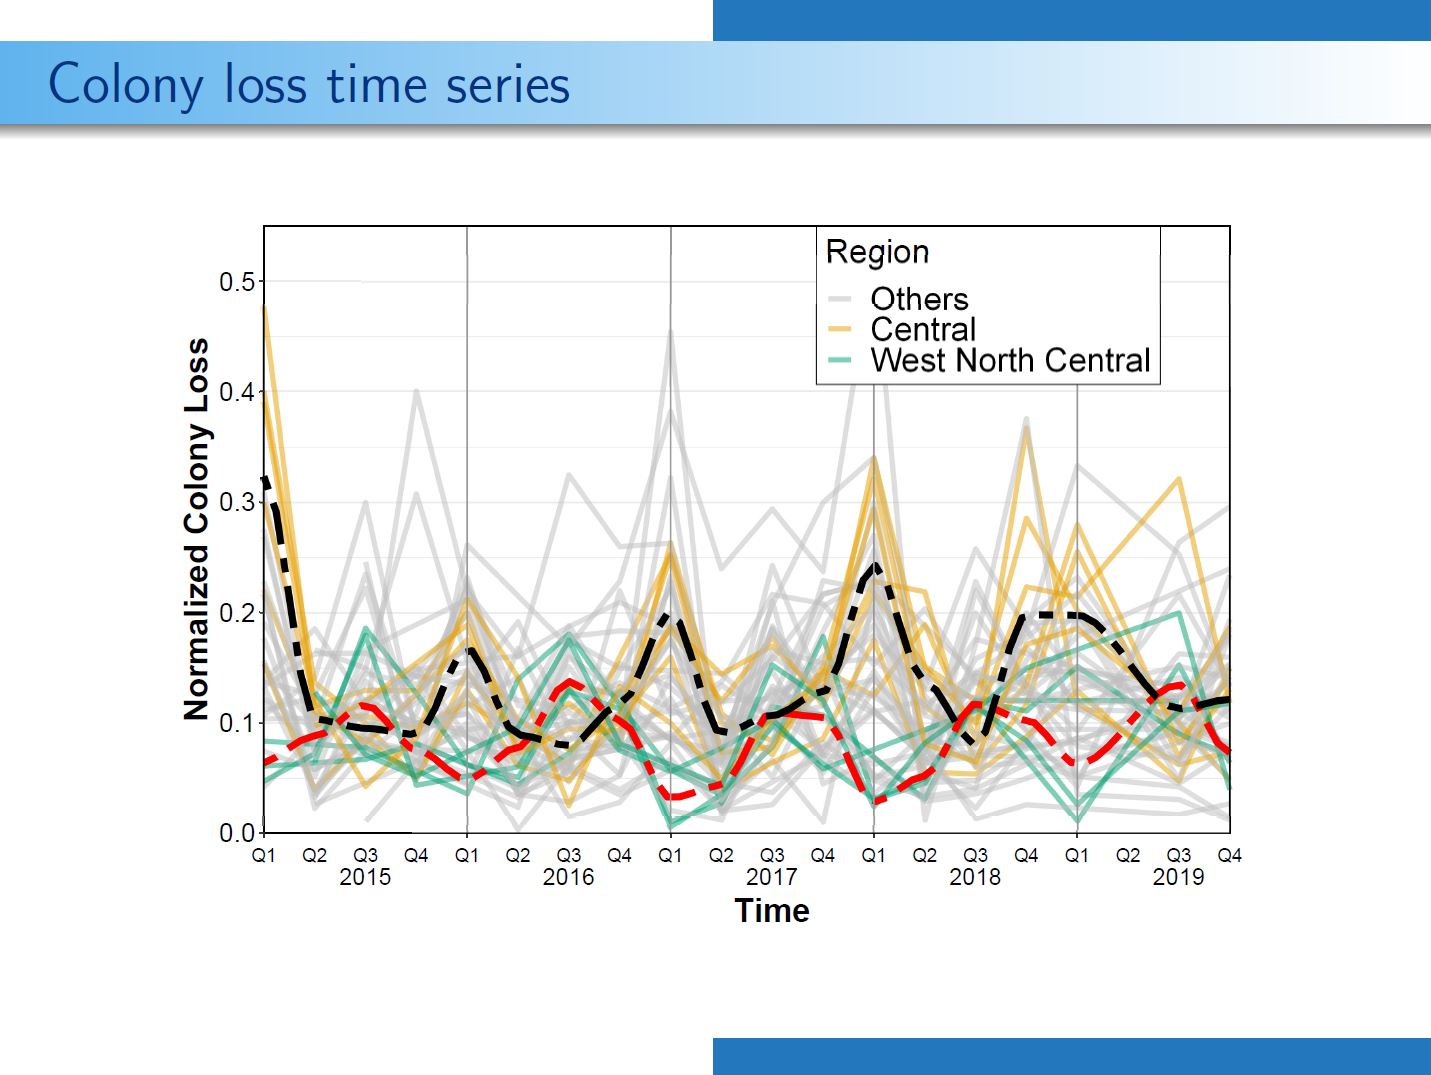 Colony loss time series
Region
Others
Central
West North Central
Normalized Colony Loss
0.5
0.4
0.3
0.2
0.1
0.0
Q1 Q2 Q3 Q4 Q1 Q2 Q3 Q4 Q1 Q2 Q3 Q4 Q1 Q2 Q3 Q4 Q1 Q2 Q3 Q4
2015 2016 2017 2018 2019
Time